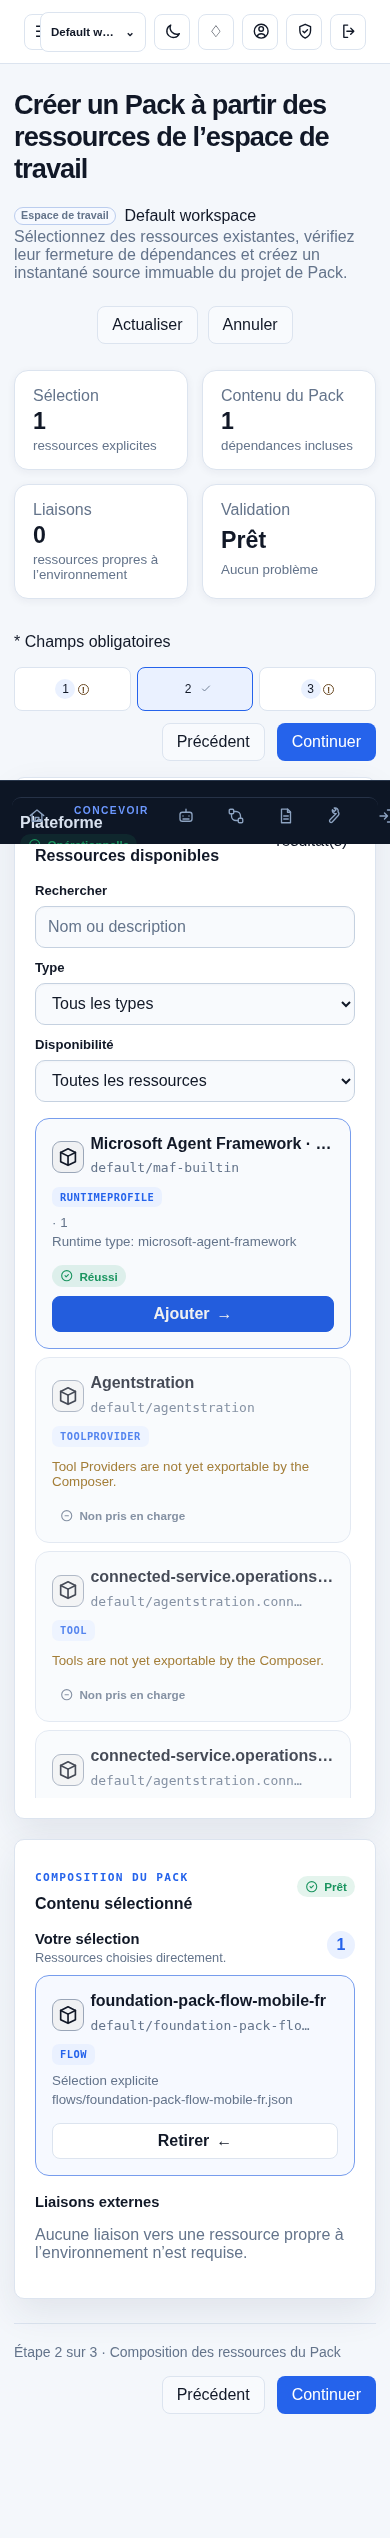 Default w…
Créer un Pack à partir des
ressources de l’espace de
travail
Espace de travail Default workspace
Sélectionnez des ressources existantes, vérifiez
leur fermeture de dépendances et créez un
instantané source immuable du projet de Pack.
Actualiser Annuler
Sélection
1
ressources explicites
Contenu du Pack
1
dépendances incluses
Liaisons
0
ressources propres à
l’environnement
Validation
Prêt
Aucun problème
* Champs obligatoires
1 2 3
Précédent Continuer
CONCEVOIR
Plateforme
Opérationnelle
résultat(s)
Ressources disponibles
Rechercher
Nom ou description
Type
Tous les types
Disponibilité
Toutes les ressources
Microsoft Agent Framework · …
default/maf-builtin
RUNTIMEPROFILE
· 1
Runtime type: microsoft-agent-framework
Réussi
Ajouter →
Agentstration
default/agentstration
TOOLPROVIDER
Tool Providers are not yet exportable by the
Composer.
Non pris en charge
connected-service.operations…
default/agentstration.conn…
TOOL
Tools are not yet exportable by the Composer.
Non pris en charge
connected-service.operations…
default/agentstration.conn…
COMPOSITION DU PACK
Contenu sélectionné
Prêt
Votre sélection
Ressources choisies directement.
1
foundation-pack-flow-mobile-fr
default/foundation-pack-flo…
FLOW
Sélection explicite
flows/foundation-pack-flow-mobile-fr.json
Retirer ←
Liaisons externes
Aucune liaison vers une ressource propre à
l’environnement n’est requise.
Étape 2 sur 3 · Composition des ressources du Pack
Précédent Continuer